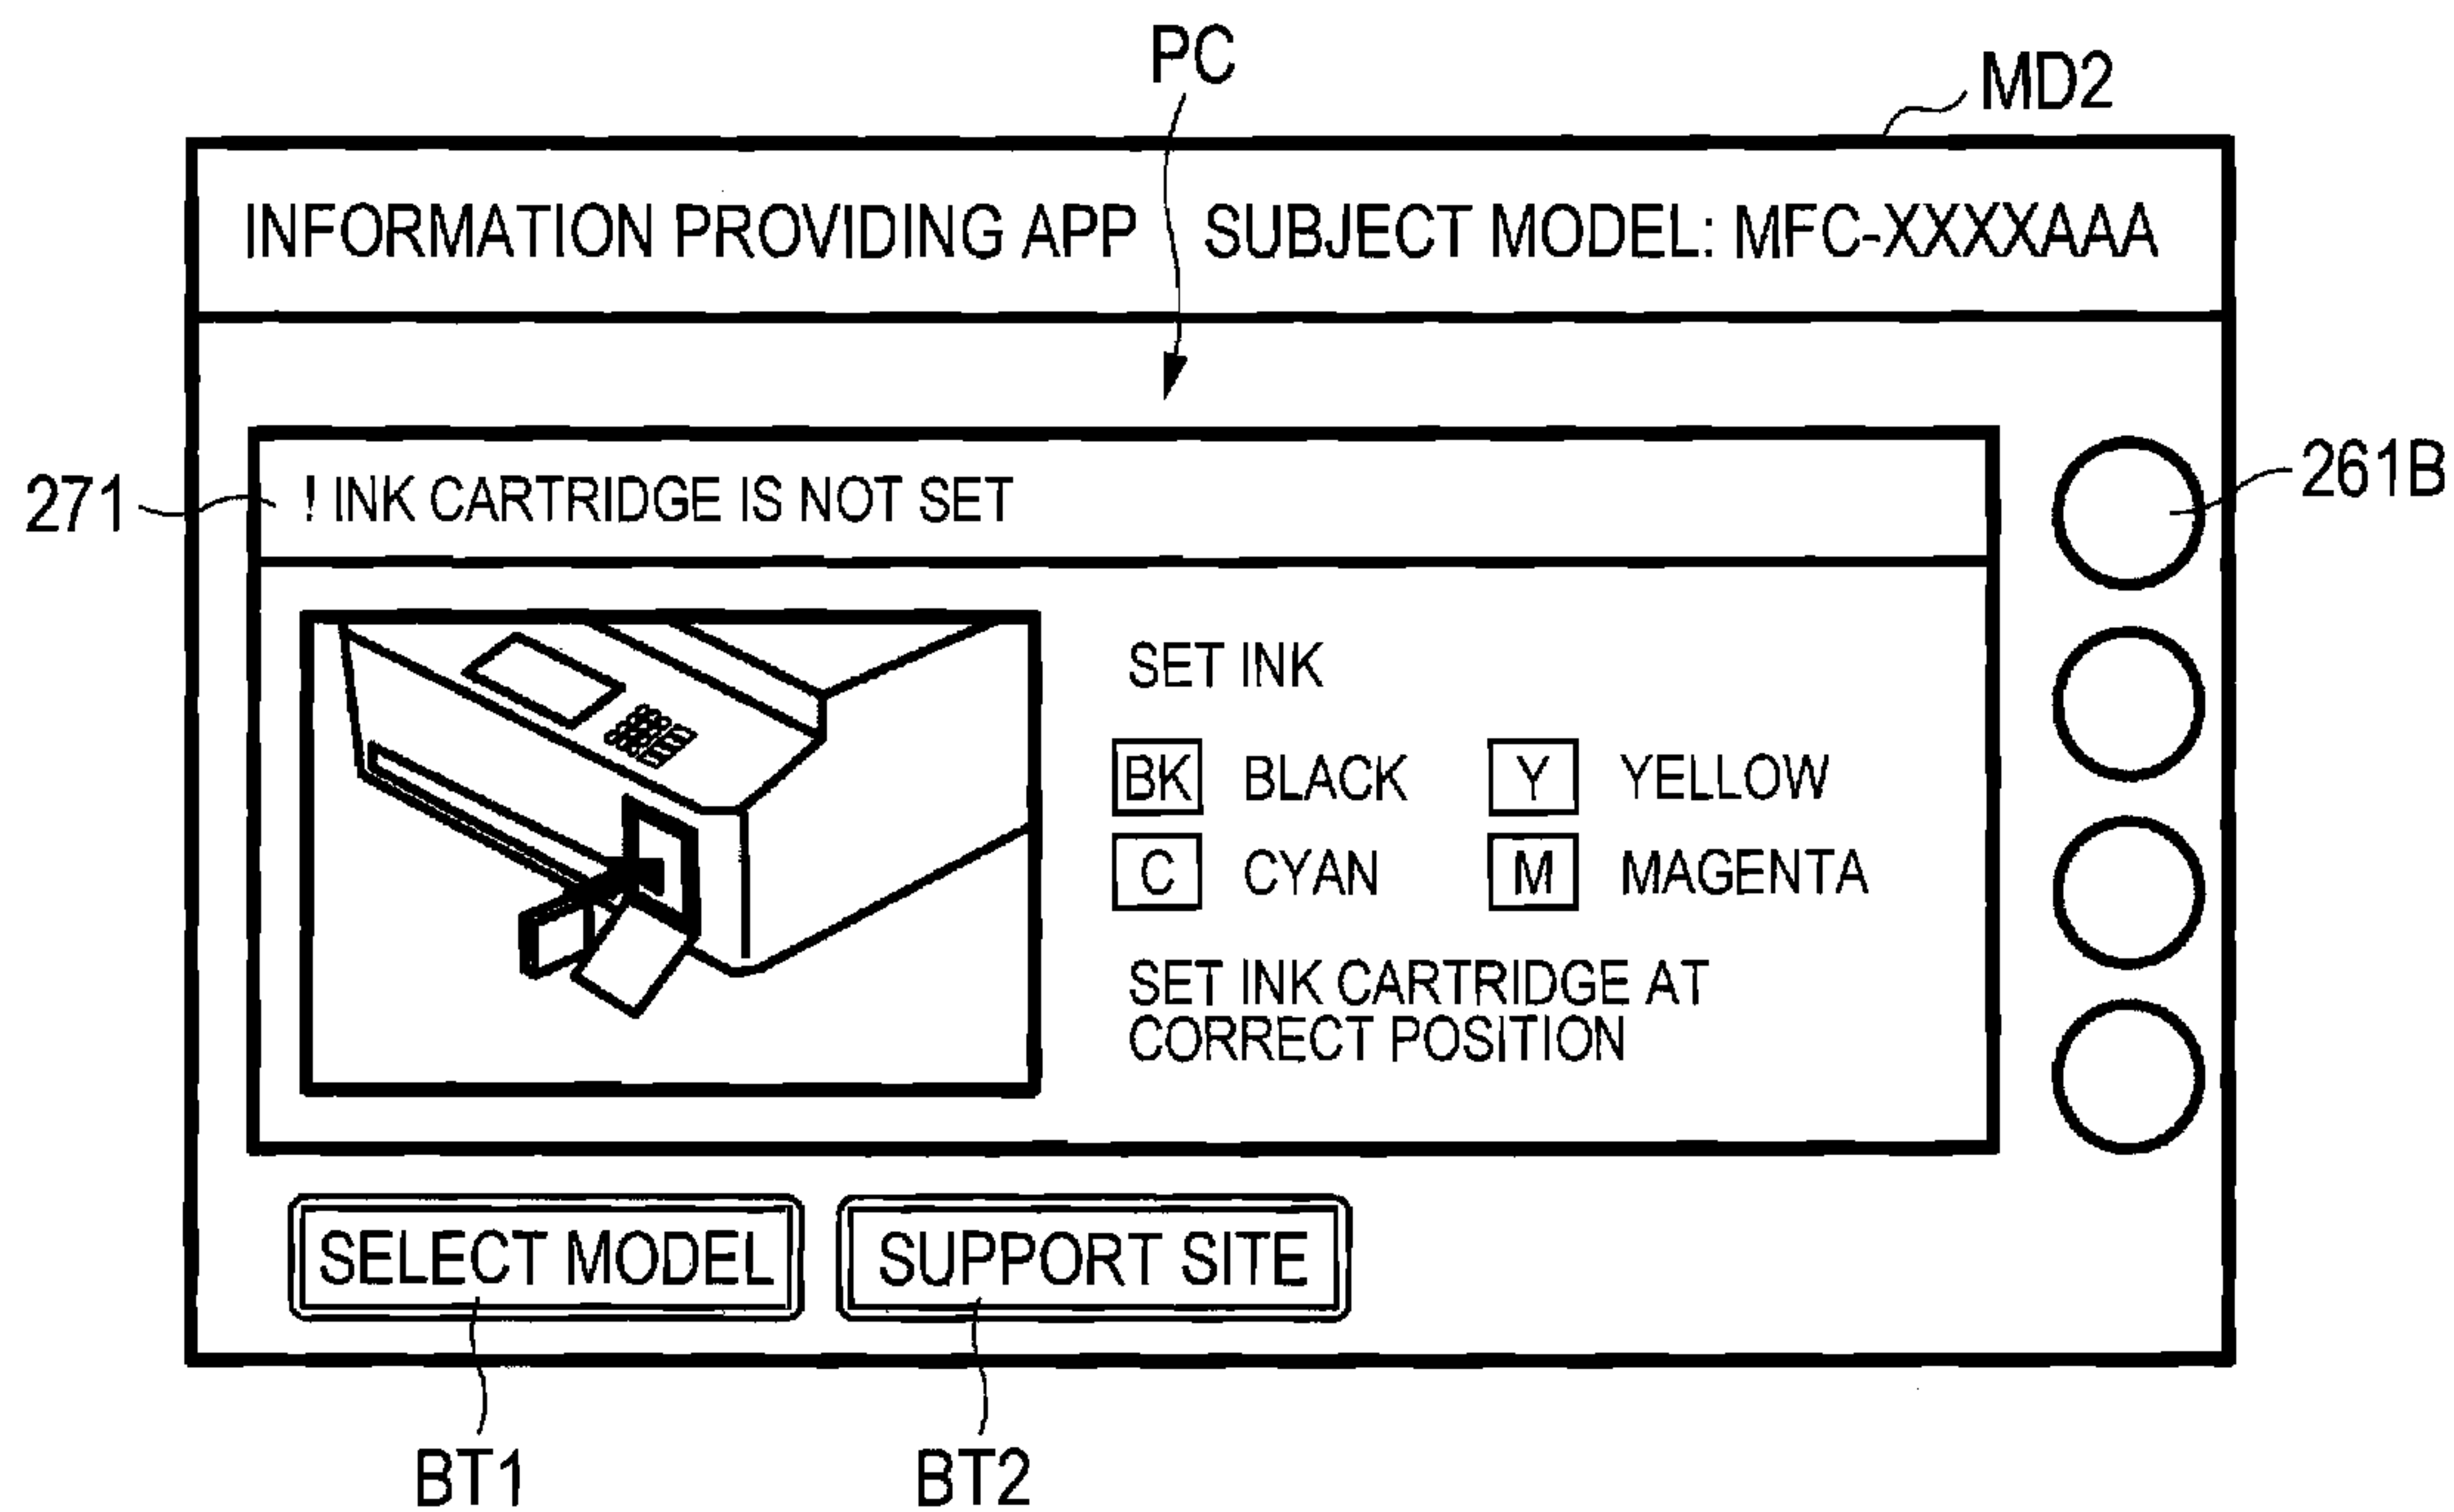 PC
MD2
INFORMATION PROVIDING APP SUBJECT MODEL: MFC-XXXXAAA
271
! INK CARTRIDGE IS NOT SET
261B
SET INK
BK BLACK Y YELLOW
C CYAN M MAGENTA
SET INK CARTRIDGE AT
CORRECT POSITION
SELECT MODEL SUPPORT SITE
BT1 BT2